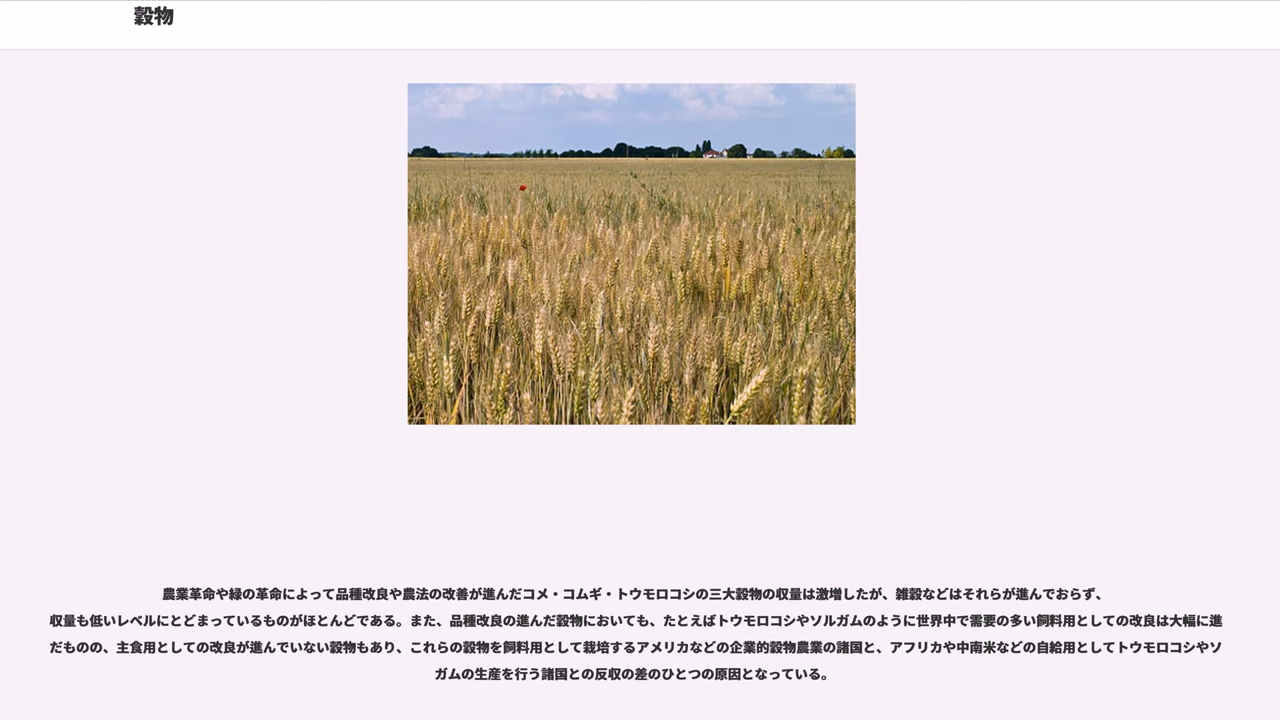 穀物
農業革命や緑の革命によって品種改良や農法の改善が進んだコメ・コムギ・トウモロコシの三大穀物の収量は激増したが、雑穀などはそれらが進んでおらず、
収量も低いレベルにとどまっているものがほとんどである。また、品種改良の進んだ穀物においても、たとえばトウモロコシやソルガムのように世界中で需要の多い飼料用としての改良は大幅に進
だものの、主食用としての改良が進んでいない穀物もあり、これらの穀物を飼料用として栽培するアメリカなどの企業的穀物農業の諸国と、アフリカや中南米などの自給用としてトウモロコシやソ
ガムの生産を行う諸国との反収の差のひとつの原因となっている。